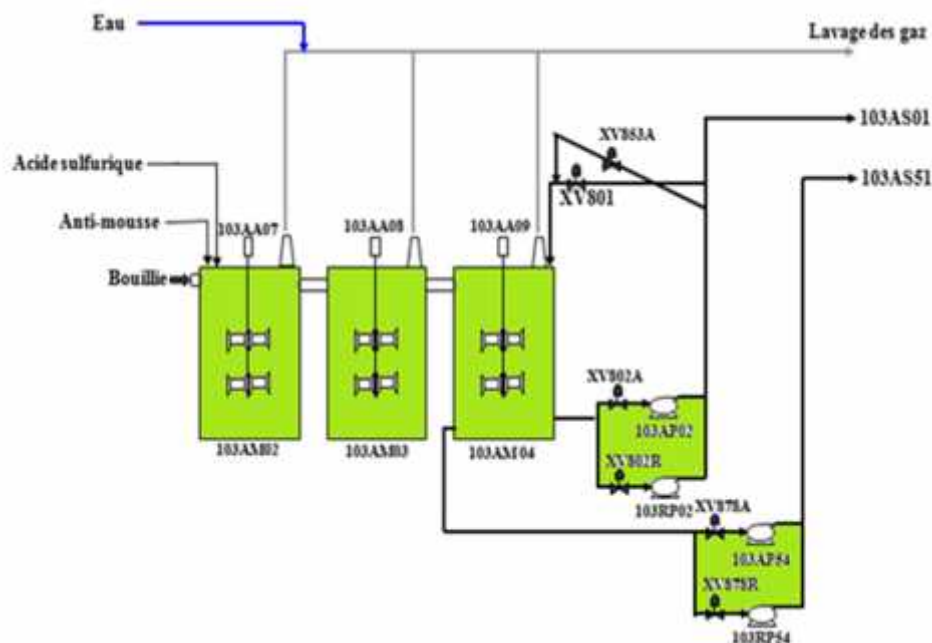 Eau
Lavage des gaz
103AS01
XV853A
Acide sulfurique
103AS51
XV801
Anti-mousse
103AA07
103AA08
103AA09
Bouillie
XV802A
103AP02
103AM02
103AM03
103AM04
XV802R
103RP02
XV878A
103AP54
XV878R
103RP54